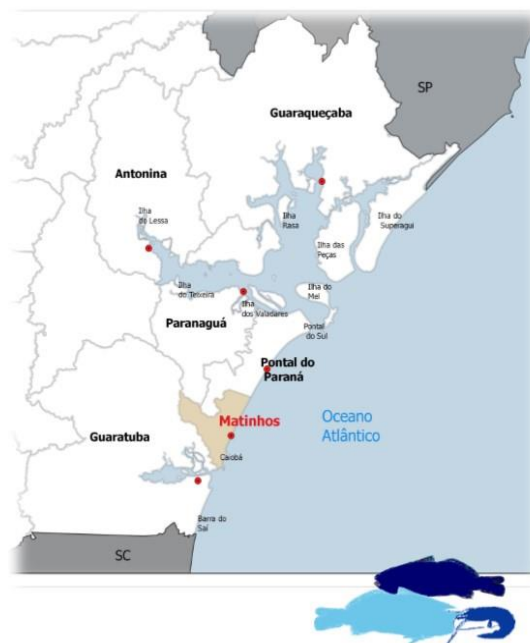 SP
Guaraqueçaba
Antonina
Ilha
do Lessa
Ilha
Rasa
Ilha do
Superagui
Ilha das
Peças
Ilha
do Teixeira
Ilha do
Mel
Ilha
dos Valadares
Paranaguá
Pontal
do Sul
Pontal do
Paraná
Matinhos
Oceano
Atlântico
Guaratuba
Caiobá
Barra do
Saí
SC